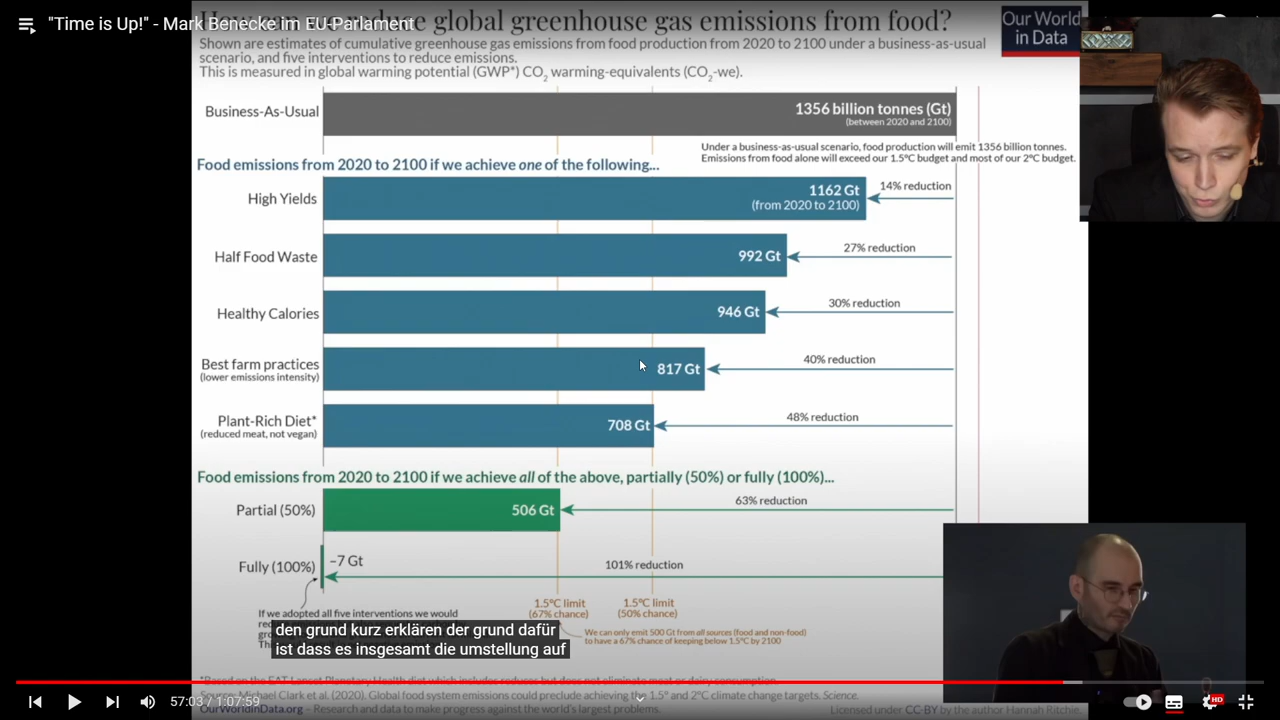 "Time is Up!" - Mark Benecke im EU-Parlament
global greenhouse gas emissions from food?
Our World
in Data
Shown are estimates of cumulative greenhouse gas emissions from food production from 2020 to 2100 under a business-as-usual
scenario, and five interventions to reduce emissions.
This is measured in global warming potential (GWP*) CO₂ warming-equivalents (CO₂-we).
Business-As-Usual
1356 billion tonnes (Gt)
(between 2020 and 2100)
Under a business-as-usual scenario, food production will emit 1356 billion tonnes.
Emissions from food alone will exceed our 1.5°C budget and most of our 2°C budget.
Food emissions from 2020 to 2100 if we achieve one of the following...
High Yields
1162 Gt
(from 2020 to 2100)
14% reduction
Half Food Waste
992 Gt
27% reduction
Healthy Calories
946 Gt
30% reduction
Best farm practices
(lower emissions intensity)
817 Gt
40% reduction
Plant-Rich Diet*
(reduced meat, not vegan)
708 Gt
48% reduction
Food emissions from 2020 to 2100 if we achieve all of the above, partially (50%) or fully (100%)...
Partial (50%)
506 Gt
63% reduction
Fully (100%)
–7 Gt
101% reduction
1.5°C limit
(67% chance)
1.5°C limit
(50% chance)
If we adopted all five interventions we would
We can only emit 500 Gt from all sources (food and non-food)
to have a 67% chance of keeping below 1.5°C by 2100
den grund kurz erklären der grund dafür
ist dass es insgesamt die umstellung auf
*Based on the EAT-Lancet Planetary Health diet which includes reduces but does not eliminate meat or dairy consumption.
Source: Michael Clark et al. (2020). Global food system emissions could preclude achieving the 1.5° and 2°C climate change targets. Science.
OurWorldinData.org – Research and data to make progress against the world's largest problems.
Licensed under CC-BY by the author Hannah Ritchie.
57:03 / 1:07:59
HD